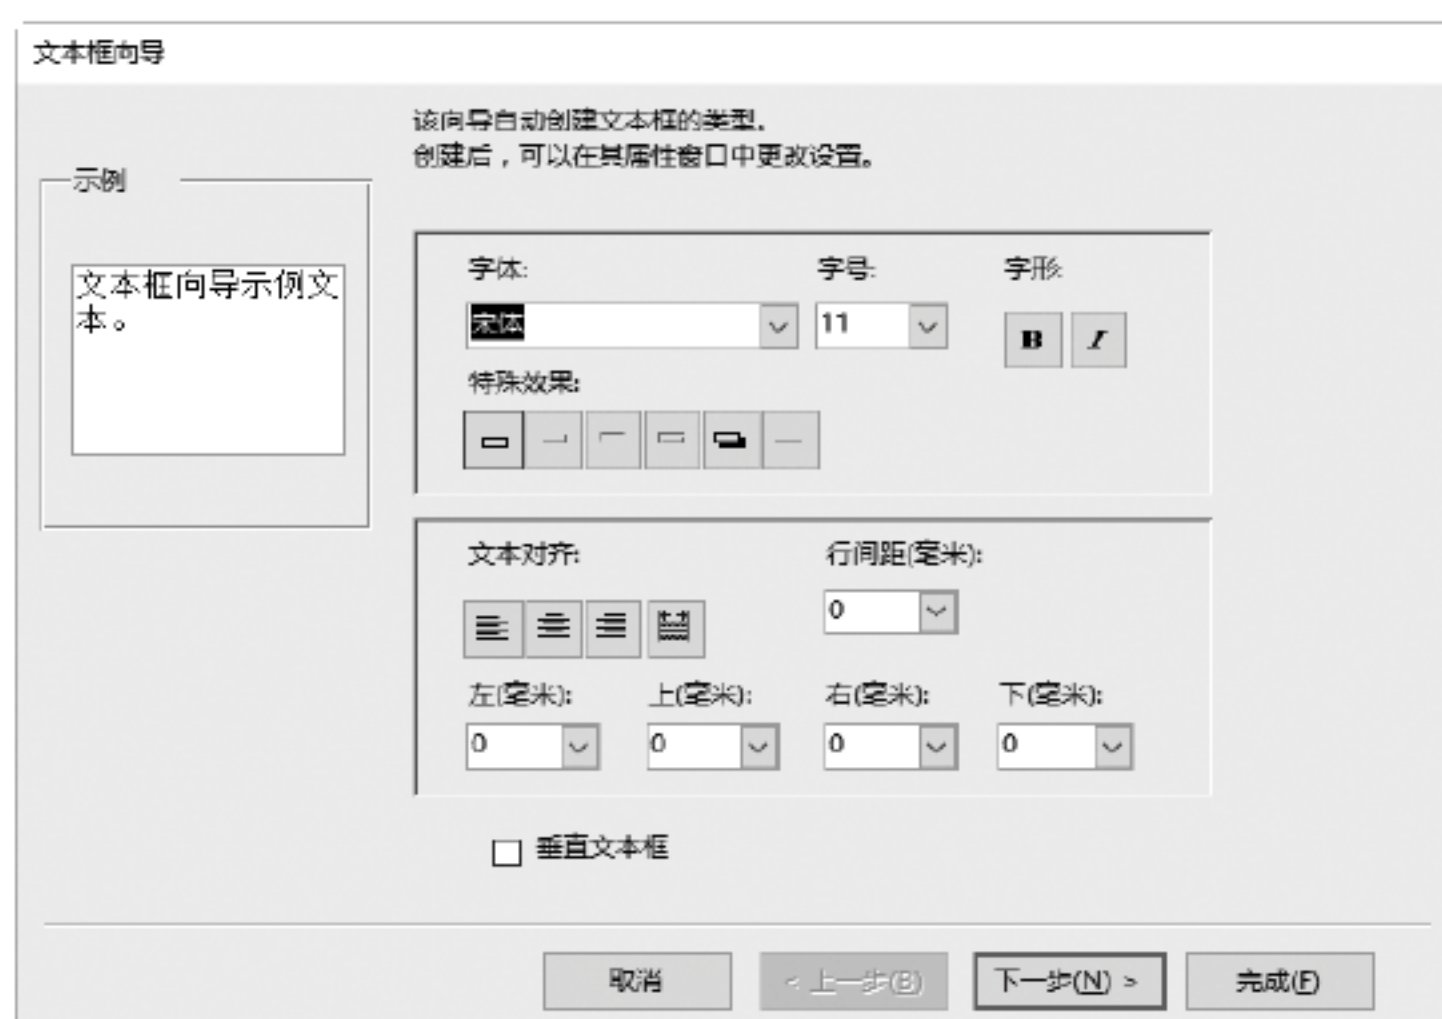 文本框向导
该向导自动创建文本框的类型。
创建后，可以在其属性窗口中更改设置。
示例
文本框向导示例文
本。
字体:
字号:
字形:
宋体
11
B
I
特殊效果:
文本对齐:
行间距(毫米):
0
左(毫米):
上(毫米):
右(毫米):
下(毫米):
0
0
0
0
垂直文本框
取消
< 上一步(B)
下一步(N) >
完成(F)